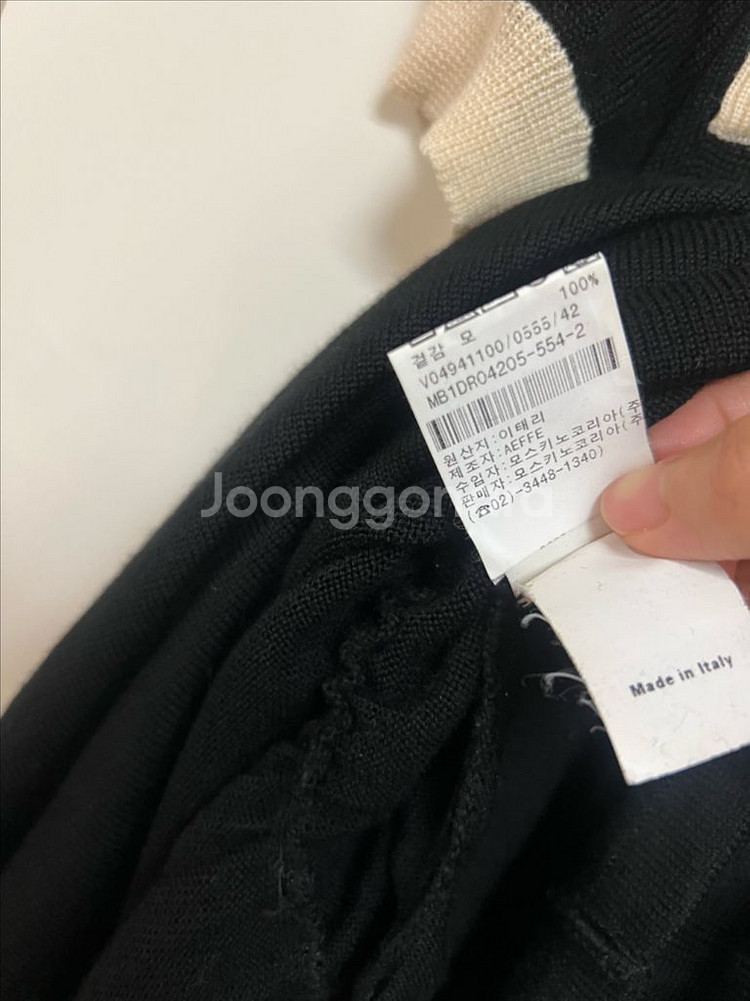 100%
겉감 모
V04941100/0555/42
MB1DR04205-554-2
원산지:이태리
제조자:AEFFE
수입자:모스키노코리아(주
판매자:모스키노코리아(주
(☎02)-3448-1340)
Made in Italy